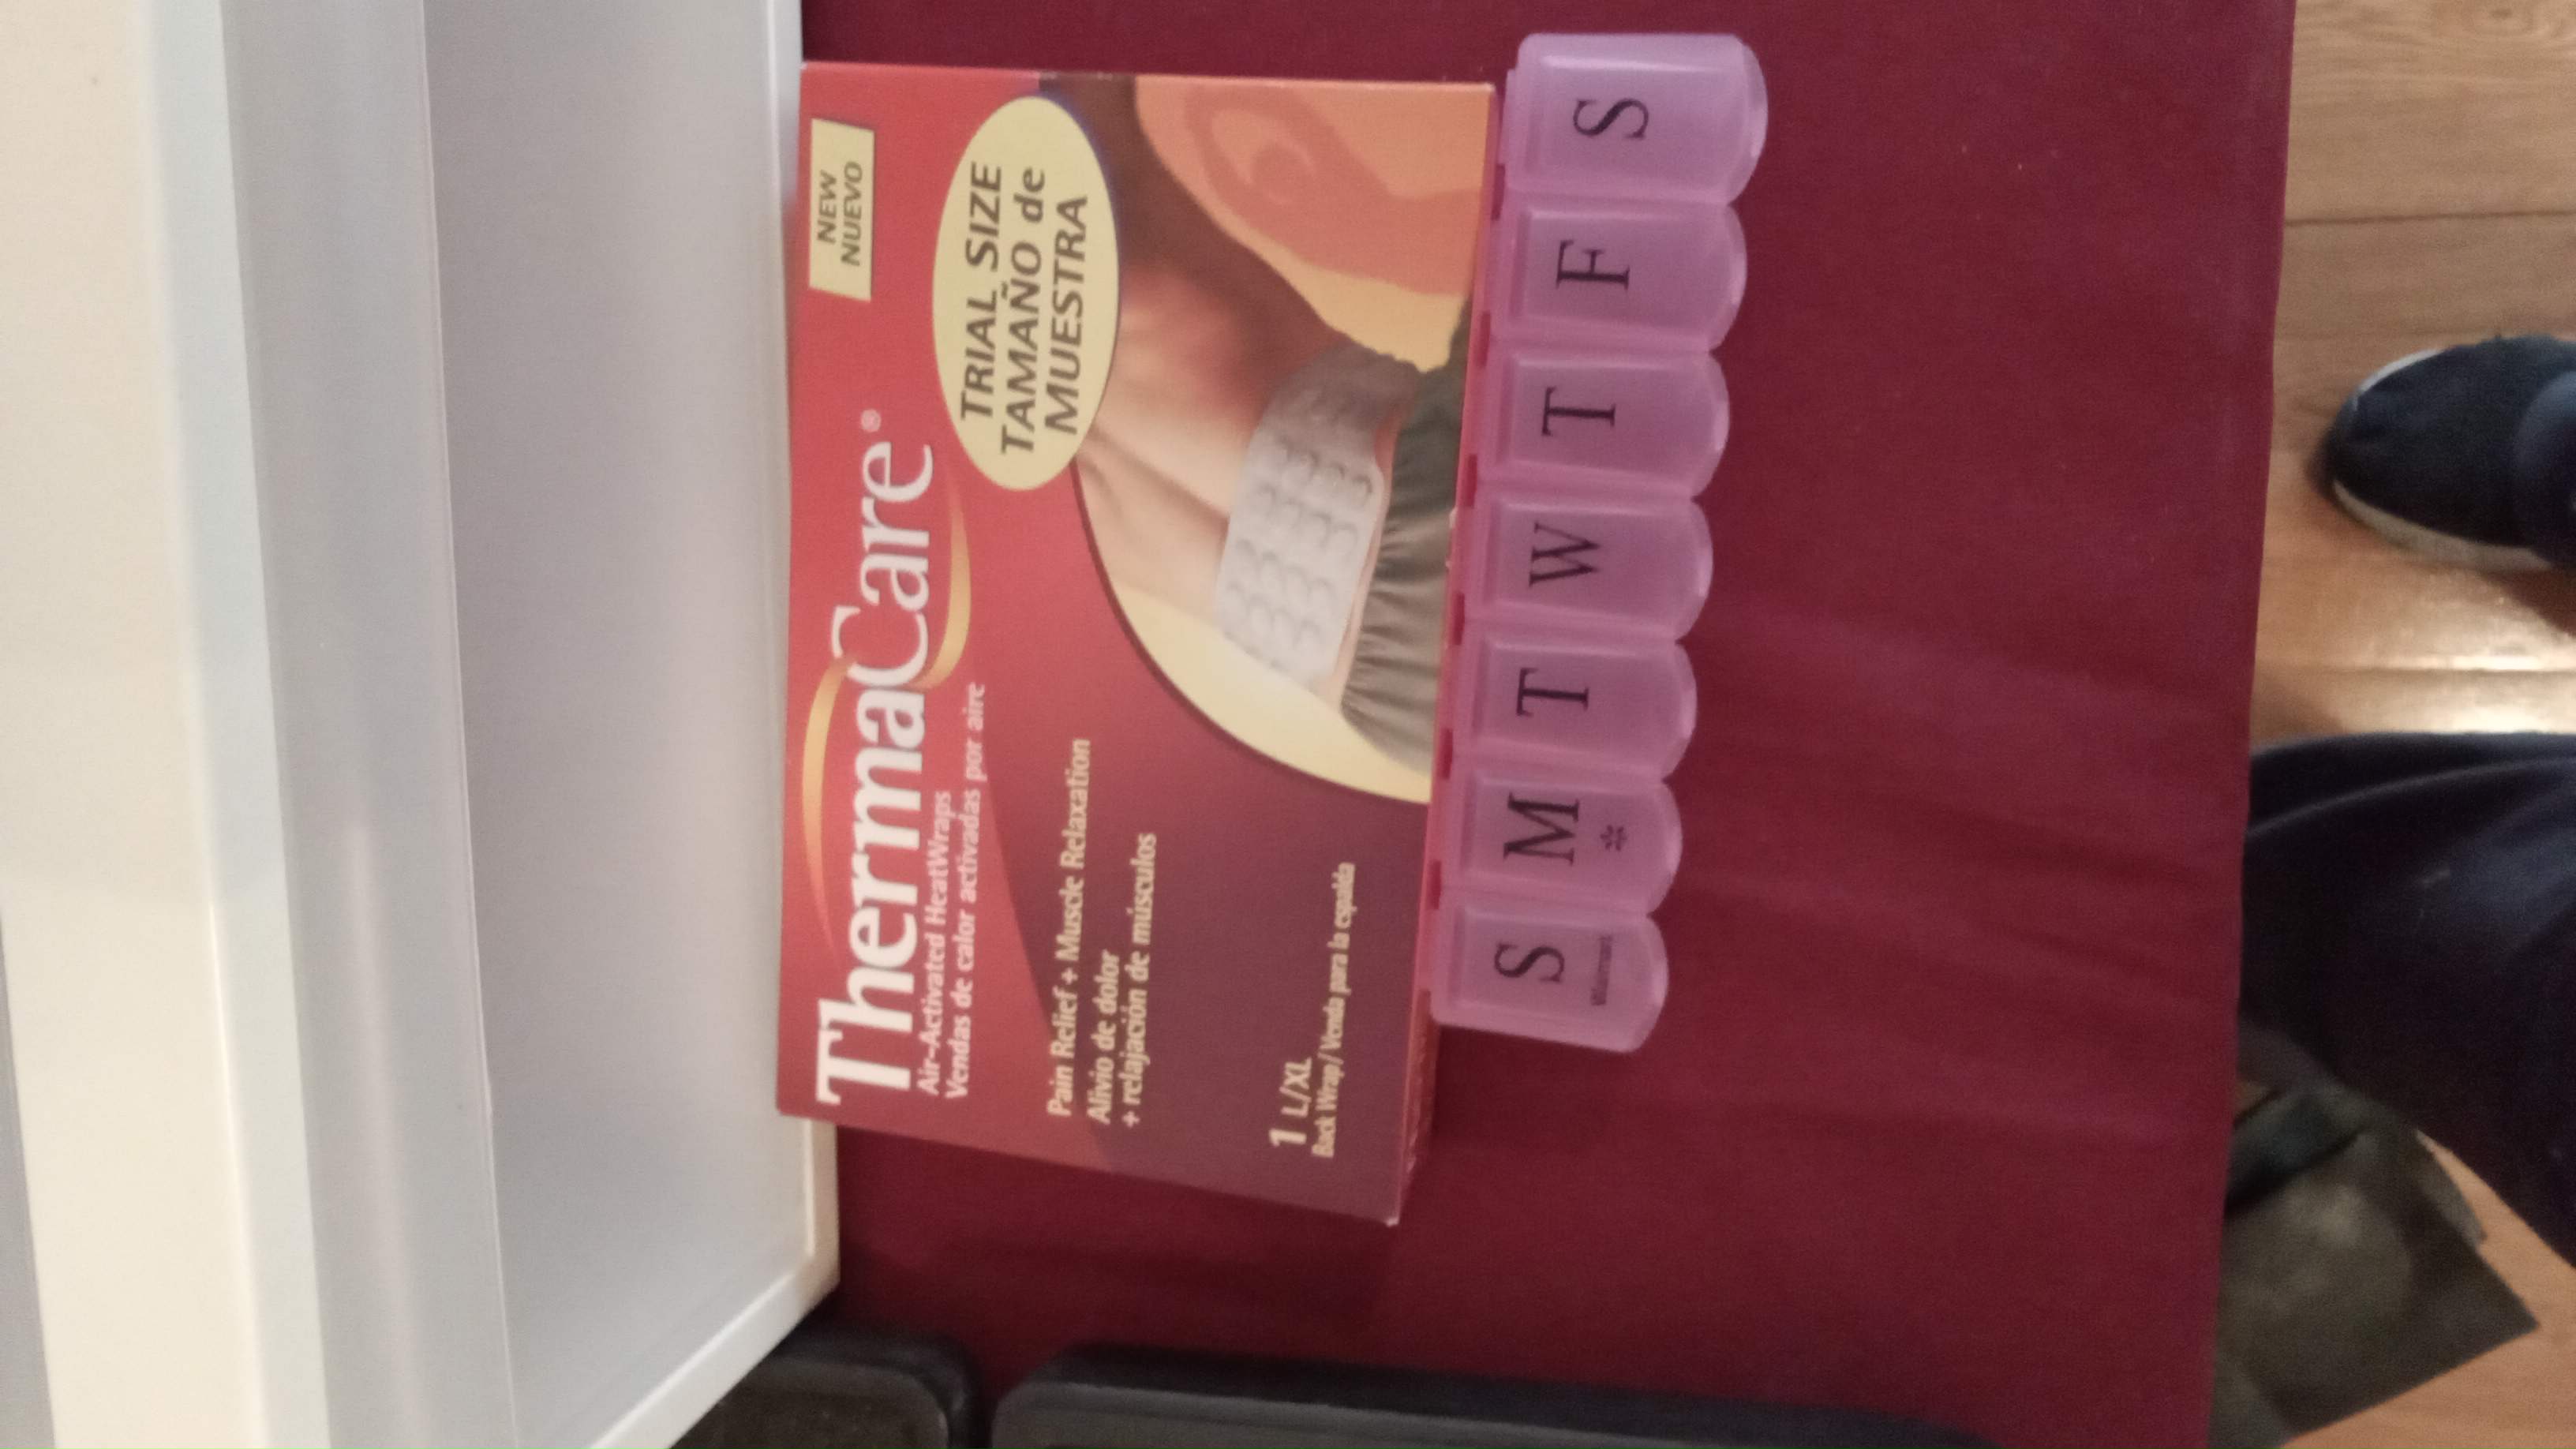 ThermaCare®
Air-Activated HeatWraps
Vendas de calor activadas por aire
NEW
NUEVO
TRIAL SIZE
TAMAÑO de
MUESTRA
Pain Relief + Muscle Relaxation
Alivio de dolor
+ relajación de músculos
1 L/XL
Back Wrap / Venda para la espalda
S M T W T F S
Walmart *